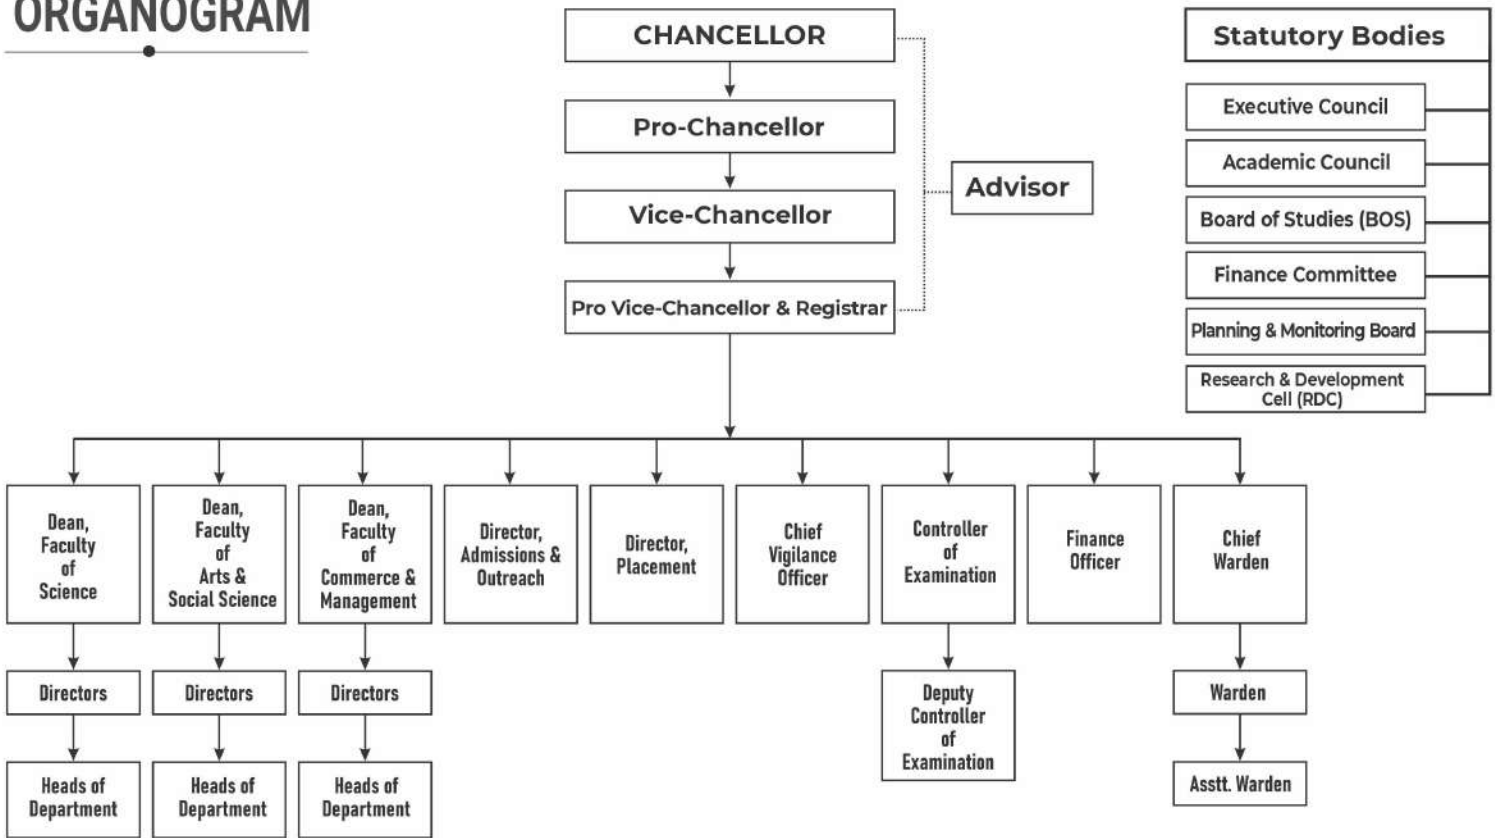 ORGANOGRAM
CHANCELLOR
Pro-Chancellor
Vice-Chancellor
Pro Vice-Chancellor & Registrar
Advisor
Statutory Bodies
Executive Council
Academic Council
Board of Studies (BOS)
Finance Committee
Planning & Monitoring Board
Research & Development
Cell (RDC)
Dean,
Faculty
of
Science
Dean,
Faculty
of
Arts &
Social Science
Dean,
Faculty
of
Commerce &
Management
Director,
Admissions &
Outreach
Director,
Placement
Chief
Vigilance
Officer
Controller
of
Examination
Finance
Officer
Chief
Warden
Directors
Directors
Directors
Deputy
Controller
of
Examination
Warden
Heads of
Department
Heads of
Department
Heads of
Department
Asstt. Warden